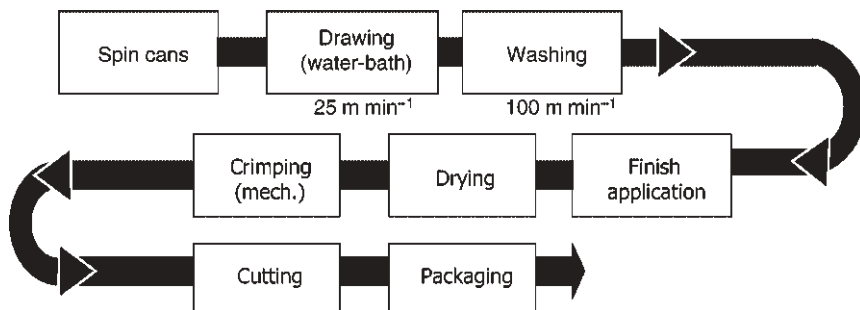 Spin cans
Drawing
(water-bath)
Washing
25 m min⁻¹
100 m min⁻¹
Finish
application
Drying
Crimping
(mech.)
Cutting
Packaging